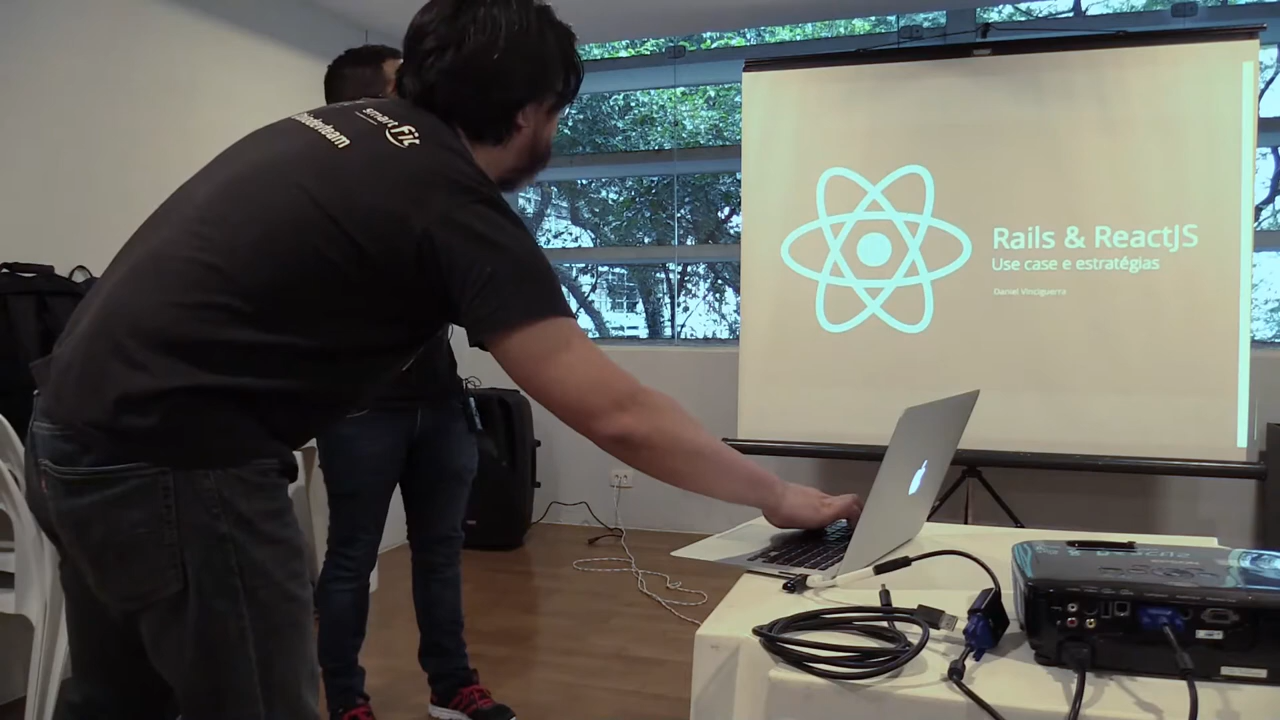 smart fit
Rails & ReactJS
Use case e estratégias
Daniel Vinciguerra